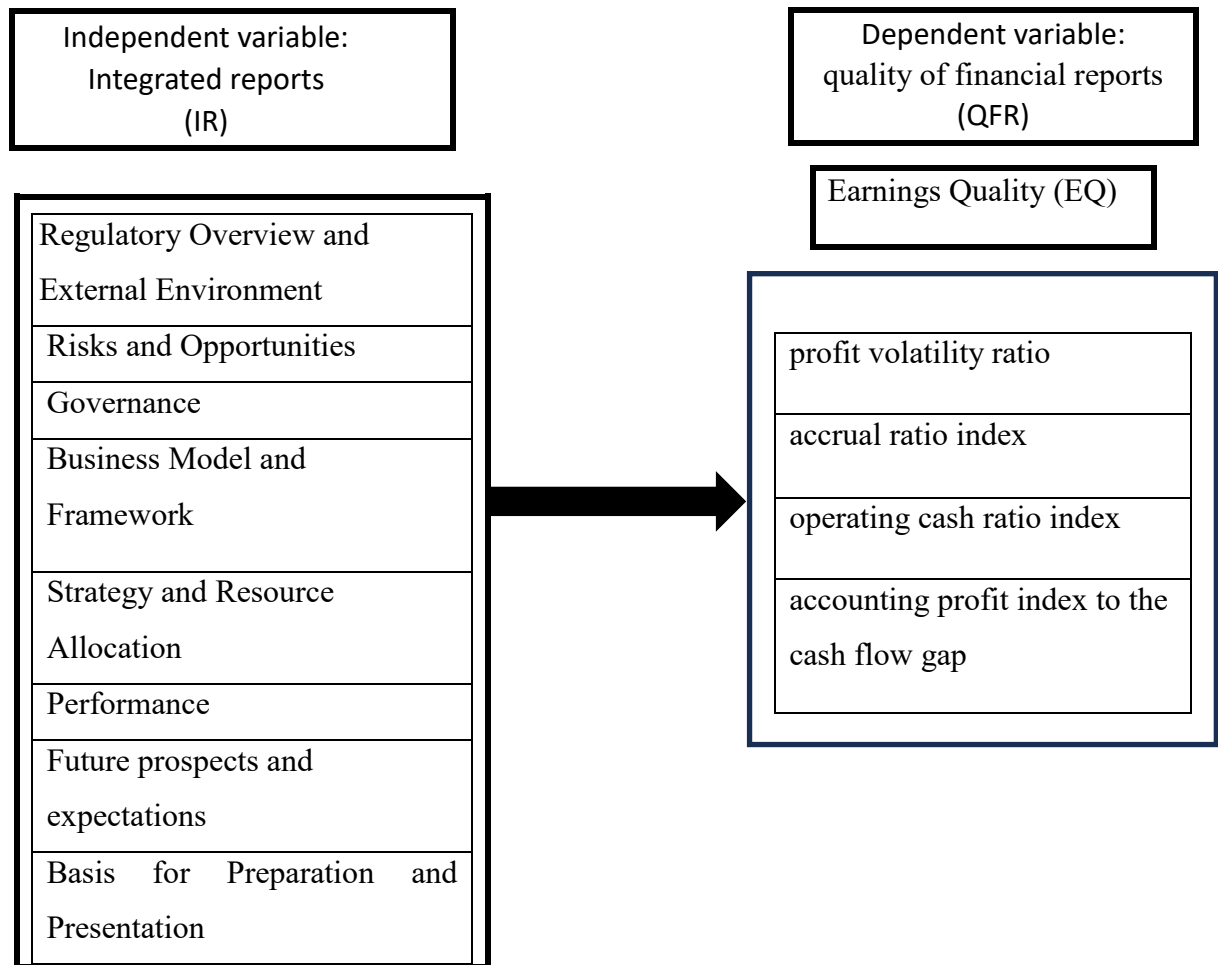 Independent variable:
Integrated reports
(IR)
Dependent variable:
quality of financial reports
(QFR)
Earnings Quality (EQ)
Regulatory Overview and
External Environment
Risks and Opportunities
Governance
Business Model and
Framework
Strategy and Resource
Allocation
Performance
Future prospects and
expectations
Basis for Preparation and
Presentation
profit volatility ratio
accrual ratio index
operating cash ratio index
accounting profit index to the
cash flow gap